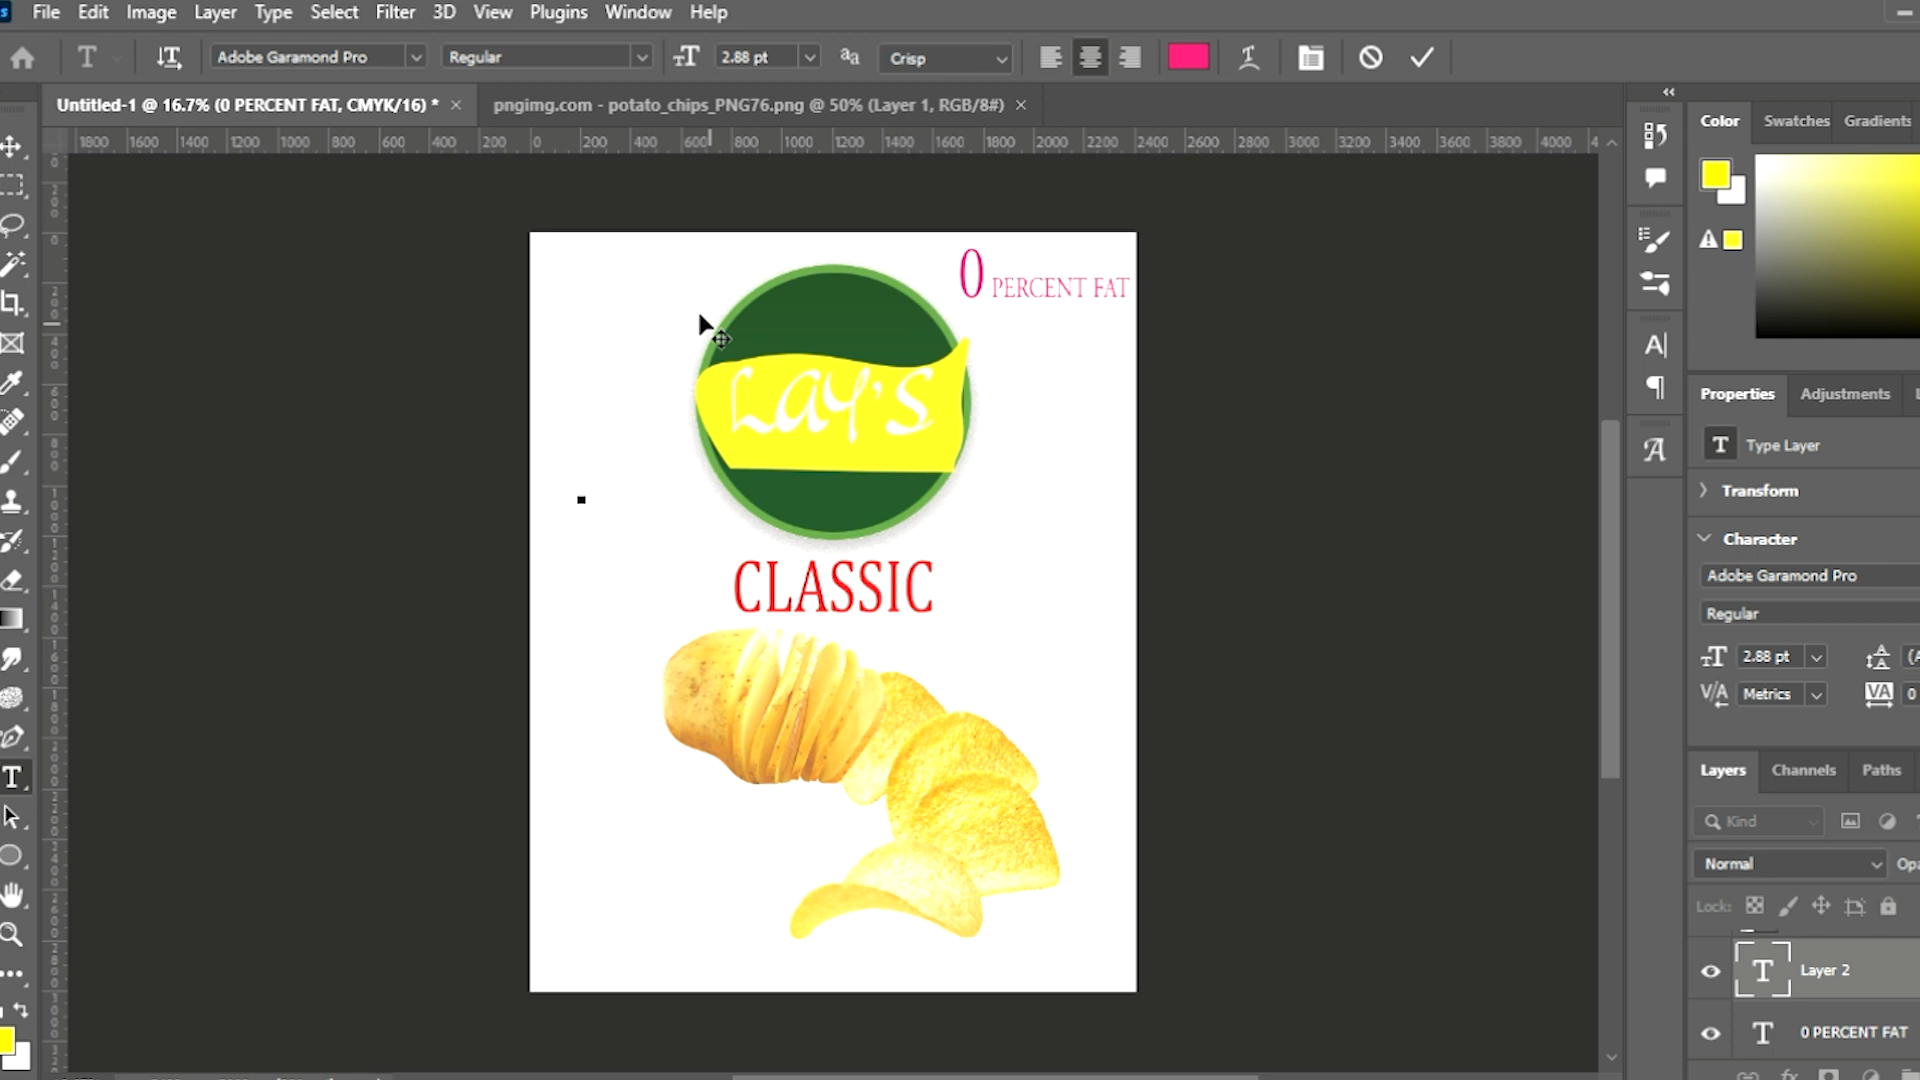 File Edit Image Layer Type Select Filter 3D View Plugins Window Help
Adobe Garamond Pro Regular 2.88 pt Crisp
Untitled-1 @ 16.7% (0 PERCENT FAT, CMYK/16) * × pngimg.com - potato_chips_PNG76.png @ 50% (Layer 1, RGB/8#) ×
1800 1600 1400 1200 1000 800 600 400 200 0 200 400 600 800 1000 1200 1400 1600 1800 2000 2200 2400 2600 2800 3000 3200 3400 3600 3800 4000
Color Swatches Gradients
0 PERCENT FAT
LAY'S
CLASSIC
Properties Adjustments
Type Layer
Transform
Character
Adobe Garamond Pro
Regular
2.88 pt
Metrics 0
Layers Channels Paths
Kind
Normal
Lock:
Layer 2
0 PERCENT FAT